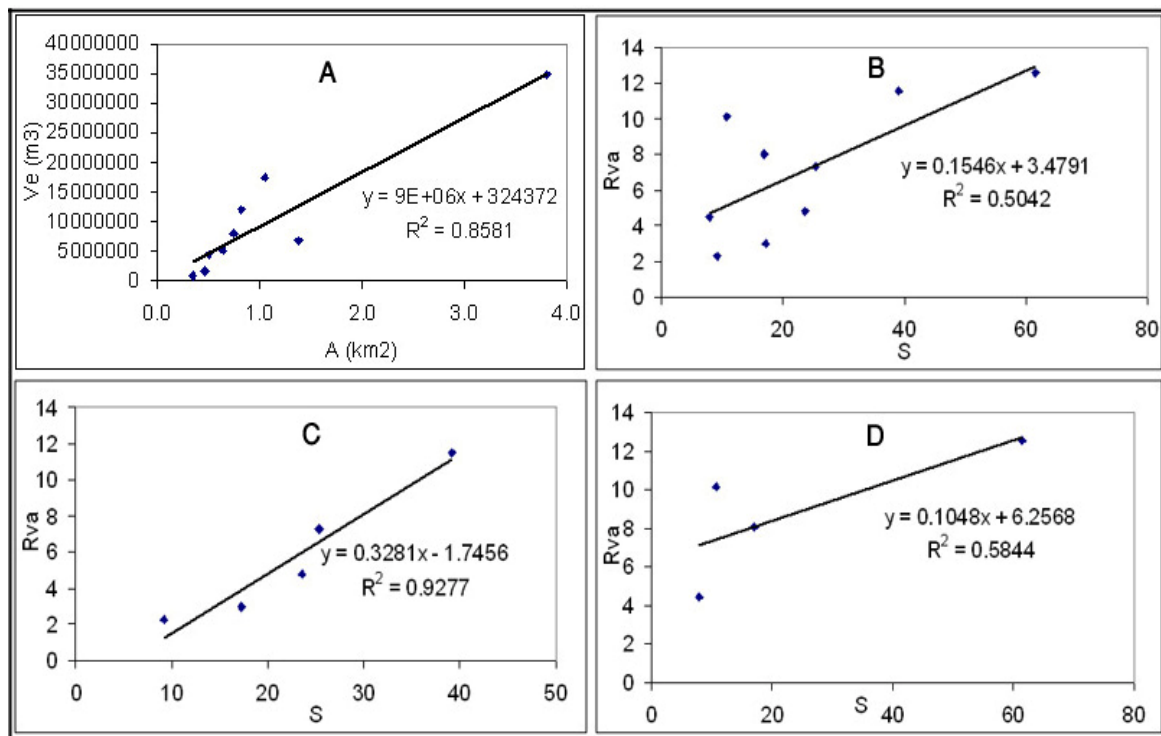 A
40000000
35000000
30000000
25000000
20000000
15000000
10000000
5000000
0
Ve (m3)
y = 9E+06x + 324372
R² = 0.8581
0.0 1.0 2.0 3.0 4.0
A (km2)
B
14
12
10
8
6
4
2
0
Rva
y = 0.1546x + 3.4791
R² = 0.5042
0 20 40 60 80
S
C
14
12
10
8
6
4
2
0
Rva
y = 0.3281x - 1.7456
R² = 0.9277
0 10 20 30 40 50
S
D
14
12
10
8
6
4
2
0
Rva
y = 0.1048x + 6.2568
R² = 0.5844
0 20 40 60 80
S